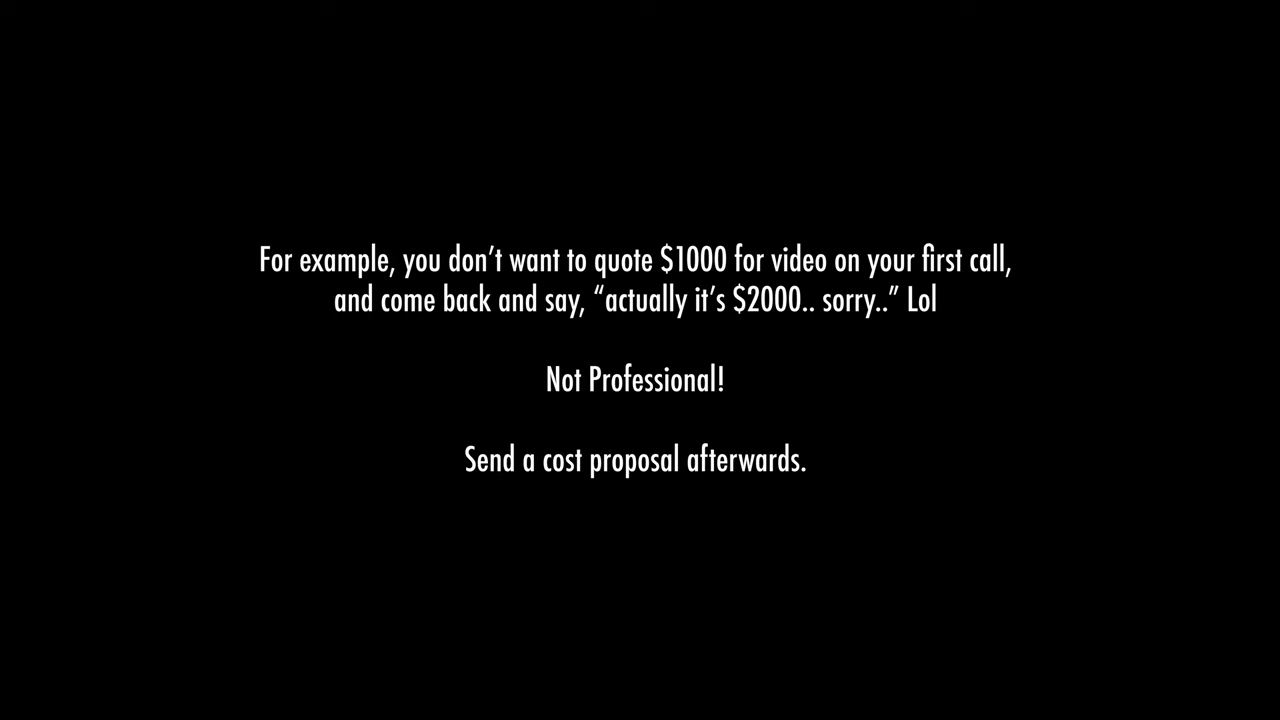 For example, you don’t want to quote $1000 for video on your first call,
and come back and say, “actually it’s $2000.. sorry..” Lol
Not Professional!
Send a cost proposal afterwards.